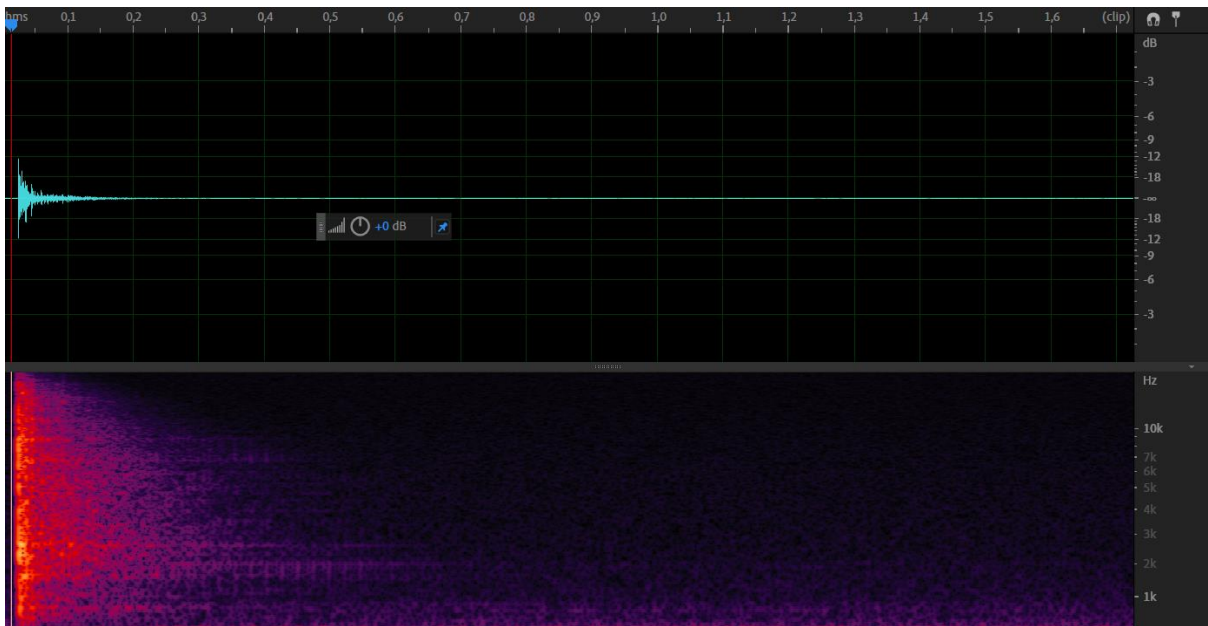 hms 0,1 0,2 0,3 0,4 0,5 0,6 0,7 0,8 0,9 1,0 1,1 1,2 1,3 1,4 1,5 1,6 (clip)
dB
-3
-6
-9
-12
-18
-∞
-18
-12
-9
-6
-3
+0 dB
Hz
10k
7k
6k
5k
4k
3k
2k
1k